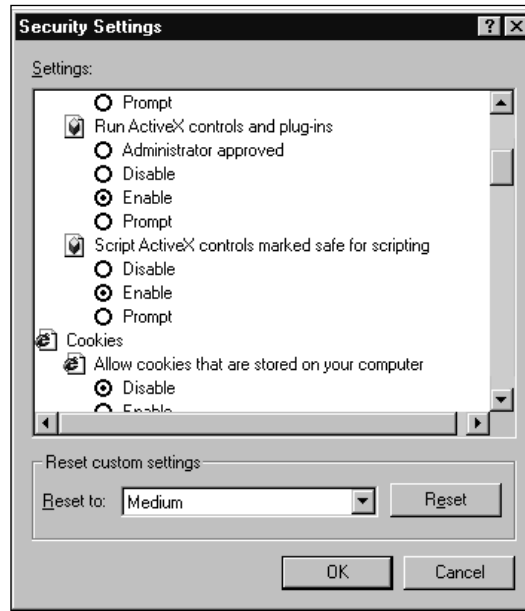 Security Settings
Settings:
Prompt
Run ActiveX controls and plug-ins
Administrator approved
Disable
Enable
Prompt
Script ActiveX controls marked safe for scripting
Disable
Enable
Prompt
Cookies
Allow cookies that are stored on your computer
Disable
Enable
Reset custom settings
Reset to: Medium Reset
OK Cancel